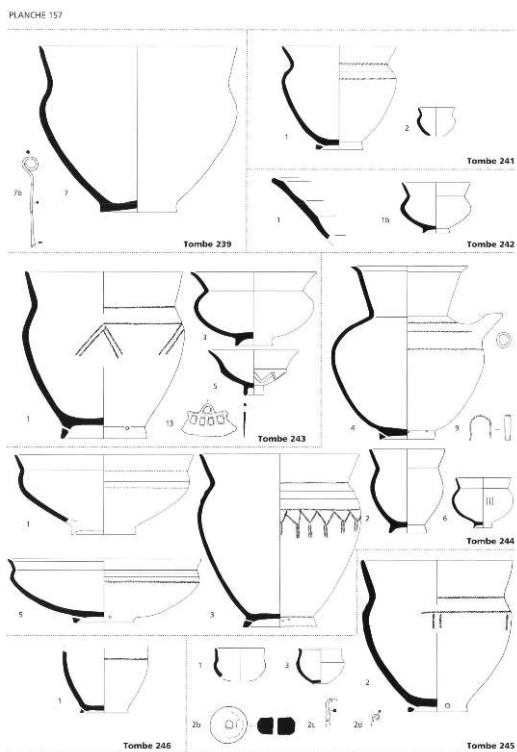 PLANCHE 157
7b
7
Tombe 239
1
2
Tombe 241
1
1b
Tombe 242
1
3
5
13
Tombe 243
4
9
2
6
Tombe 244
1
5
3
2
Tombe 245
1
Tombe 246
1
3
2b
2c
2d